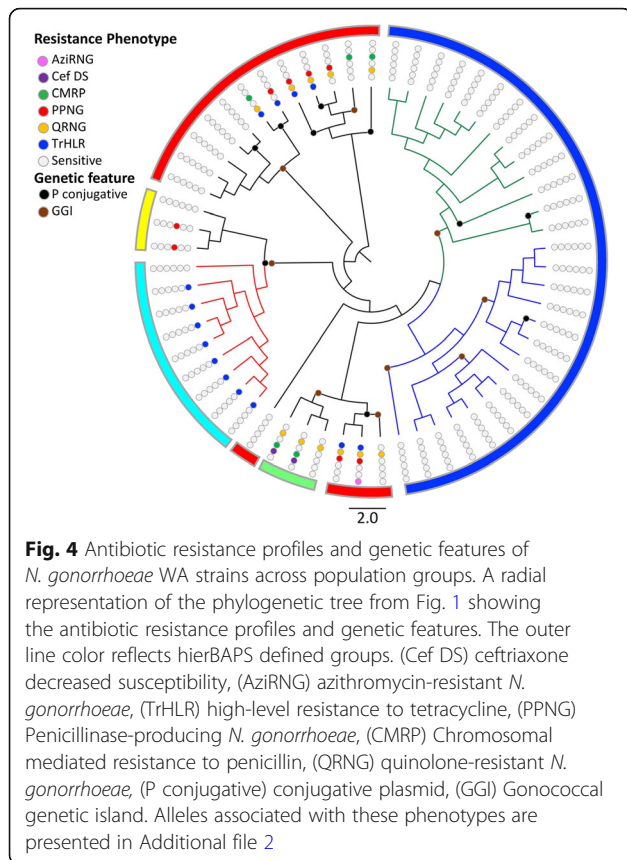 Resistance Phenotype
AziRNG
Cef DS
CMRP
PPNG
QRNG
TrHLR
Sensitive
Genetic feature
P conjugative
GGI
2.0
Fig. 4 Antibiotic resistance profiles and genetic features of
N. gonorrhoeae WA strains across population groups. A radial
representation of the phylogenetic tree from Fig. 1 showing
the antibiotic resistance profiles and genetic features. The outer
line color reflects hierBAPS defined groups. (Cef DS) ceftriaxone
decreased susceptibility, (AziRNG) azithromycin-resistant N.
gonorrhoeae, (TrHLR) high-level resistance to tetracycline, (PPNG)
Penicillinase-producing N. gonorrhoeae, (CMRP) Chromosomal
mediated resistance to penicillin, (QRNG) quinolone-resistant N.
gonorrhoeae, (P conjugative) conjugative plasmid, (GGI) Gonococcal
genetic island. Alleles associated with these phenotypes are
presented in Additional file 2